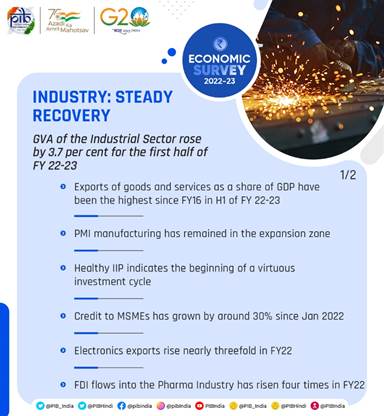 pib
75
Azadi Ka
Amrit Mahotsav
G20
ECONOMIC
SURVEY
2022-23
INDUSTRY: STEADY
RECOVERY
GVA of the Industrial Sector rose
by 3.7 per cent for the first half of
FY 22-23
1/2
Exports of goods and services as a share of GDP have
been the highest since FY16 in H1 of FY 22-23
PMI manufacturing has remained in the expansion zone
Healthy IIP indicates the beginning of a virtuous
investment cycle
Credit to MSMEs has grown by around 30% since Jan 2022
Electronics exports rise nearly threefold in FY22
FDI flows into the Pharma Industry has risen four times in FY22
@PIB_India @PIBHindi @pibindia @pibindia PIBIndia @PIB_India @PIBHindi @PIBIndia